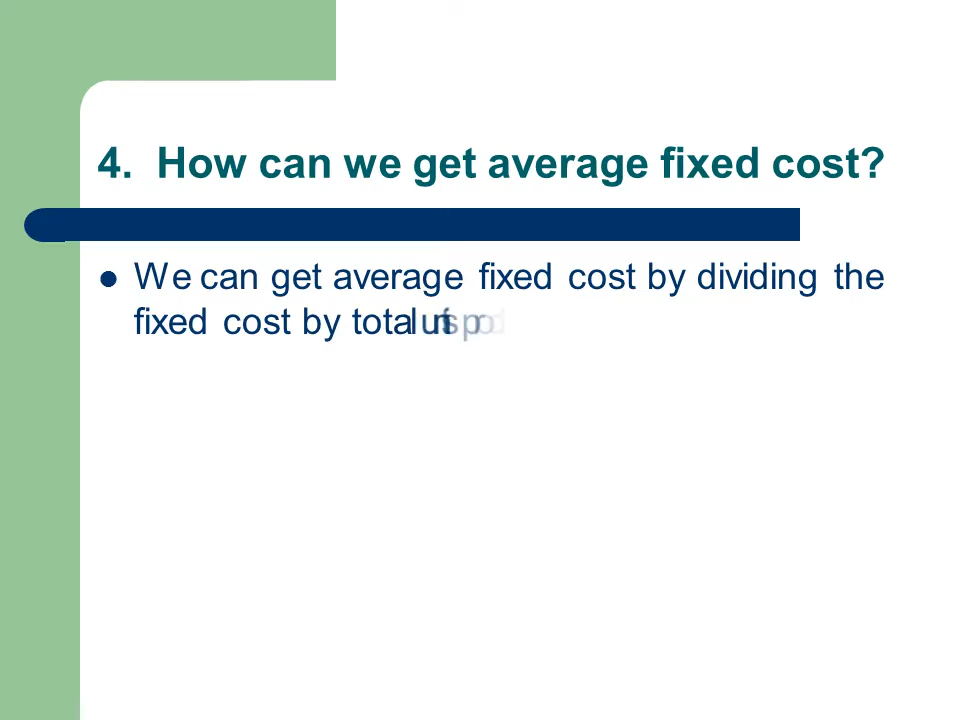 4. How can we get average fixed cost?
We can get average fixed cost by dividing the
fixed cost by total